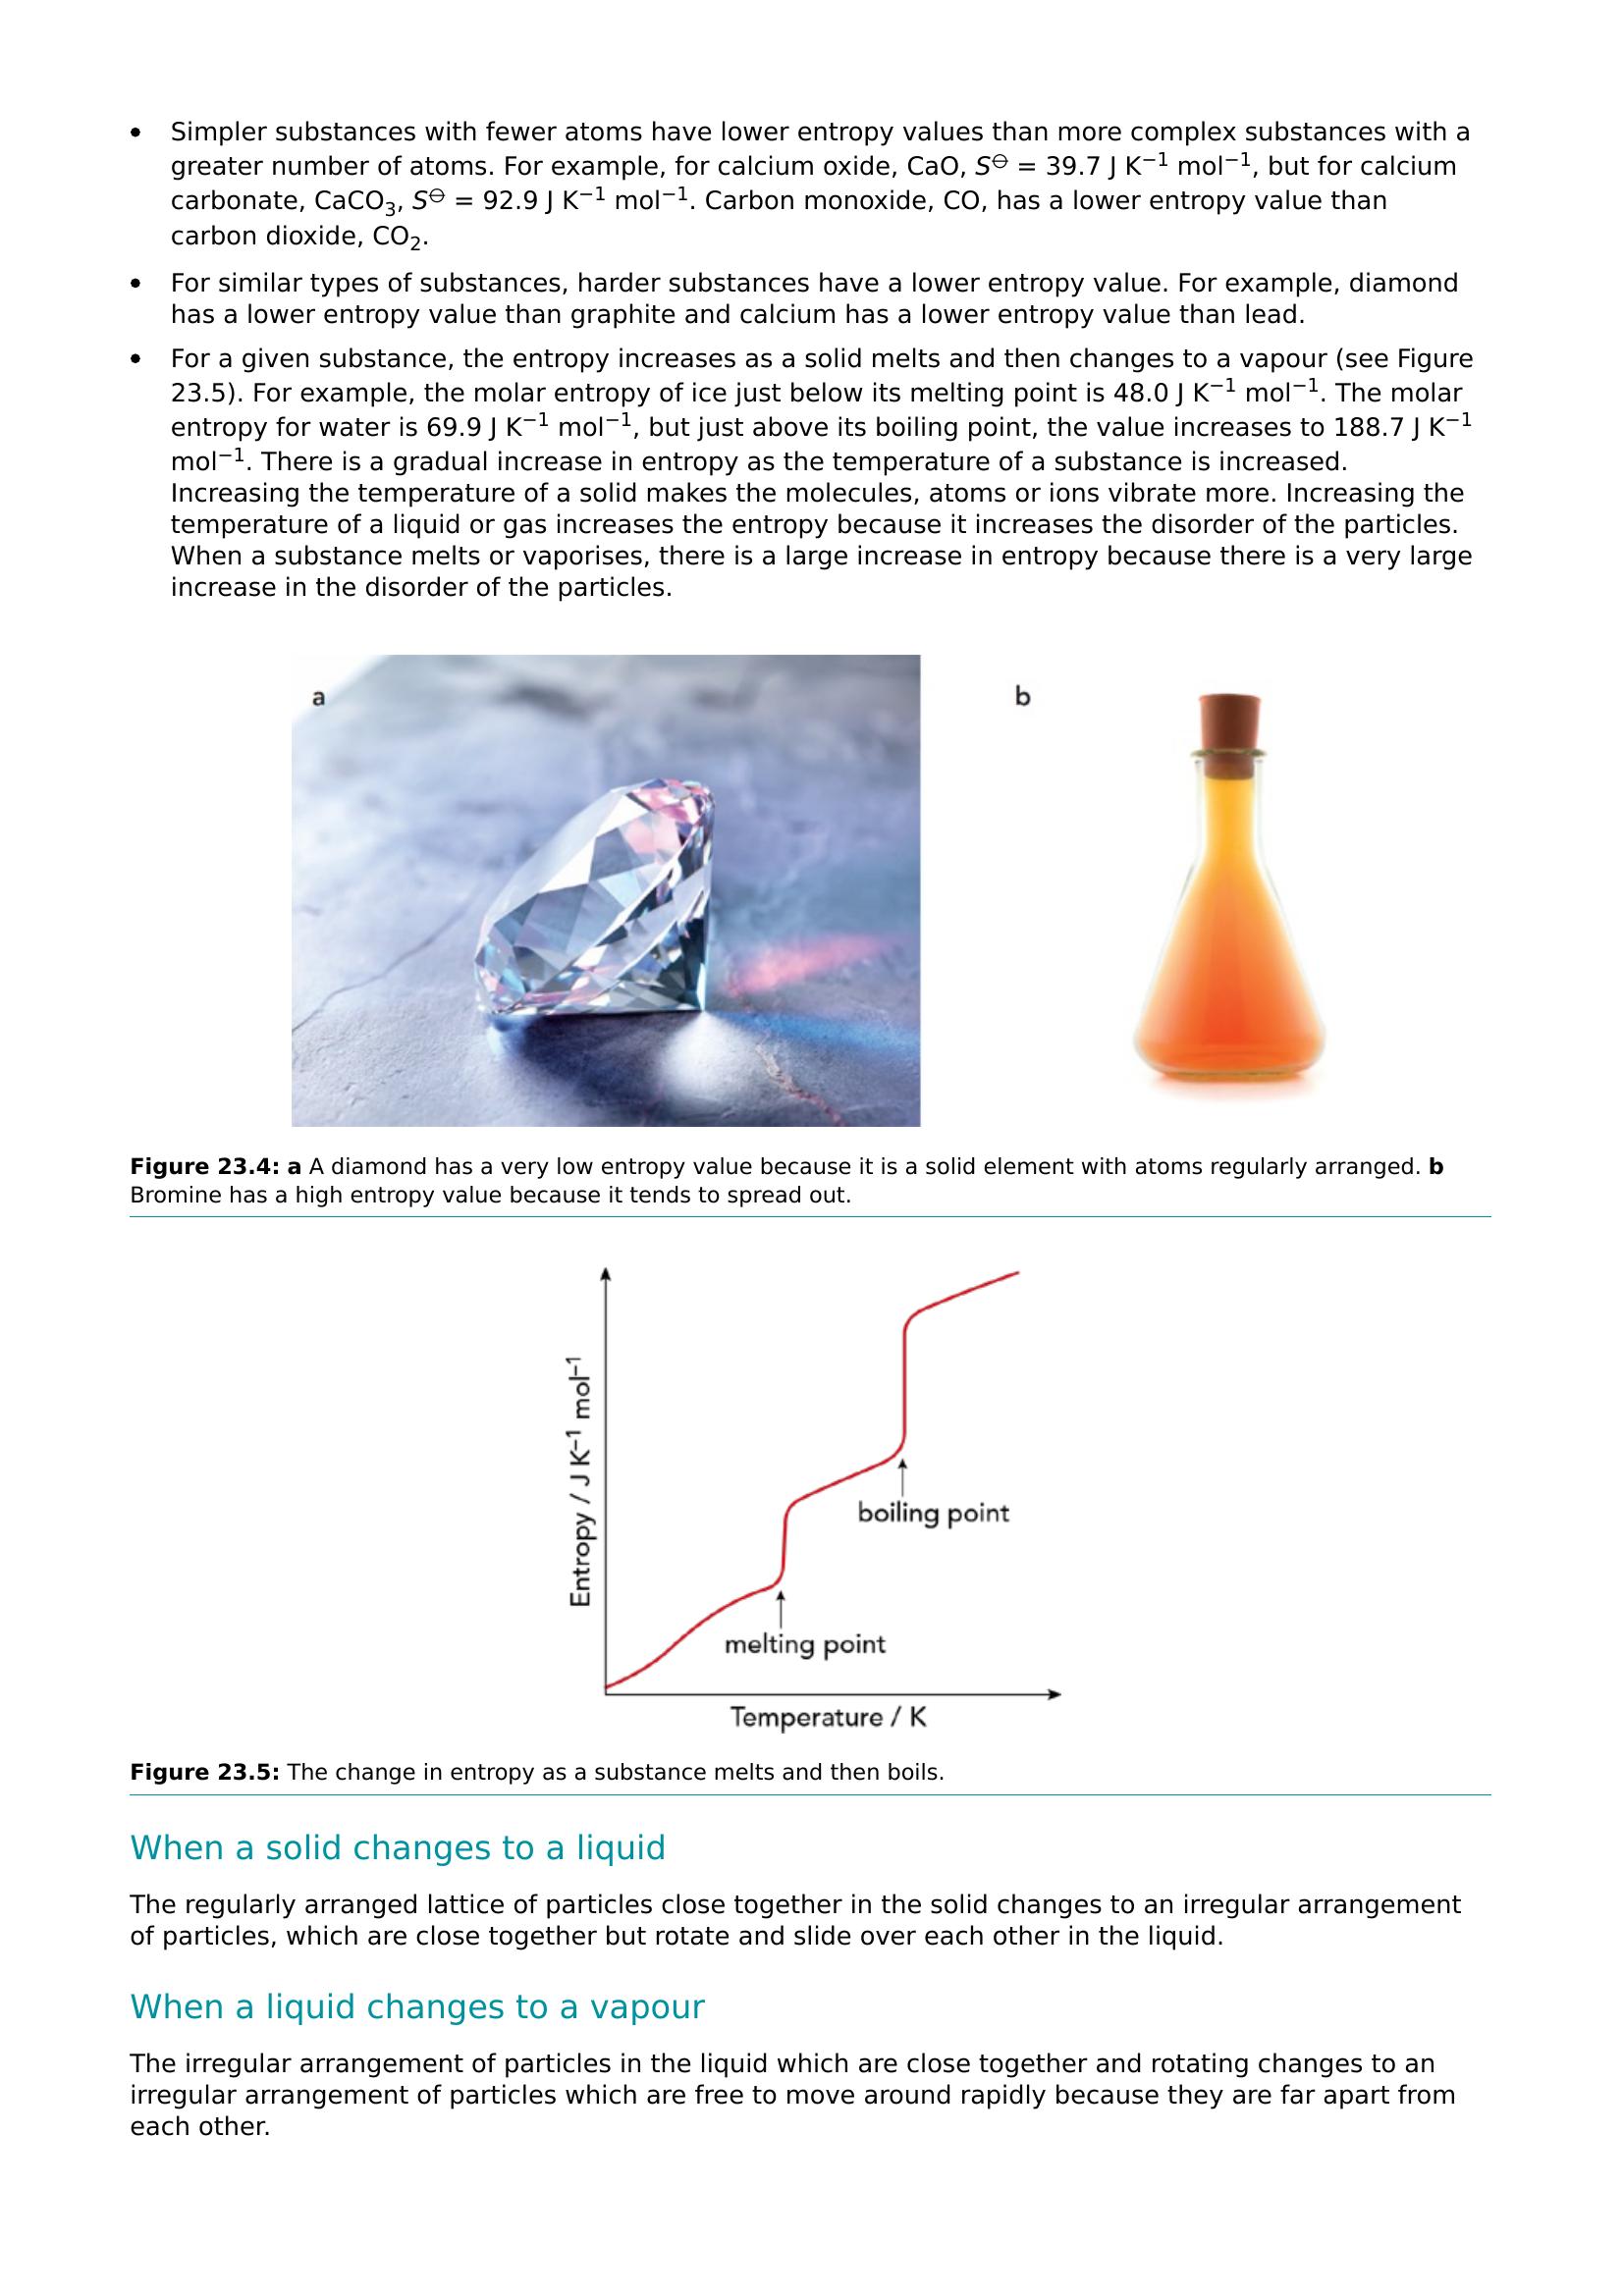 • Simpler substances with fewer atoms have lower entropy values than more complex substances with a
greater number of atoms. For example, for calcium oxide, CaO, S⦵ = 39.7 J K⁻¹ mol⁻¹, but for calcium
carbonate, CaCO₃, S⦵ = 92.9 J K⁻¹ mol⁻¹. Carbon monoxide, CO, has a lower entropy value than
carbon dioxide, CO₂.
• For similar types of substances, harder substances have a lower entropy value. For example, diamond
has a lower entropy value than graphite and calcium has a lower entropy value than lead.
• For a given substance, the entropy increases as a solid melts and then changes to a vapour (see Figure
23.5). For example, the molar entropy of ice just below its melting point is 48.0 J K⁻¹ mol⁻¹. The molar
entropy for water is 69.9 J K⁻¹ mol⁻¹, but just above its boiling point, the value increases to 188.7 J K⁻¹
mol⁻¹. There is a gradual increase in entropy as the temperature of a substance is increased.
Increasing the temperature of a solid makes the molecules, atoms or ions vibrate more. Increasing the
temperature of a liquid or gas increases the entropy because it increases the disorder of the particles.
When a substance melts or vaporises, there is a large increase in entropy because there is a very large
increase in the disorder of the particles.
a
b
Figure 23.4: a A diamond has a very low entropy value because it is a solid element with atoms regularly arranged. b
Bromine has a high entropy value because it tends to spread out.
Entropy / J K⁻¹ mol⁻¹
boiling point
melting point
Temperature / K
Figure 23.5: The change in entropy as a substance melts and then boils.
When a solid changes to a liquid
The regularly arranged lattice of particles close together in the solid changes to an irregular arrangement
of particles, which are close together but rotate and slide over each other in the liquid.
When a liquid changes to a vapour
The irregular arrangement of particles in the liquid which are close together and rotating changes to an
irregular arrangement of particles which are free to move around rapidly because they are far apart from
each other.